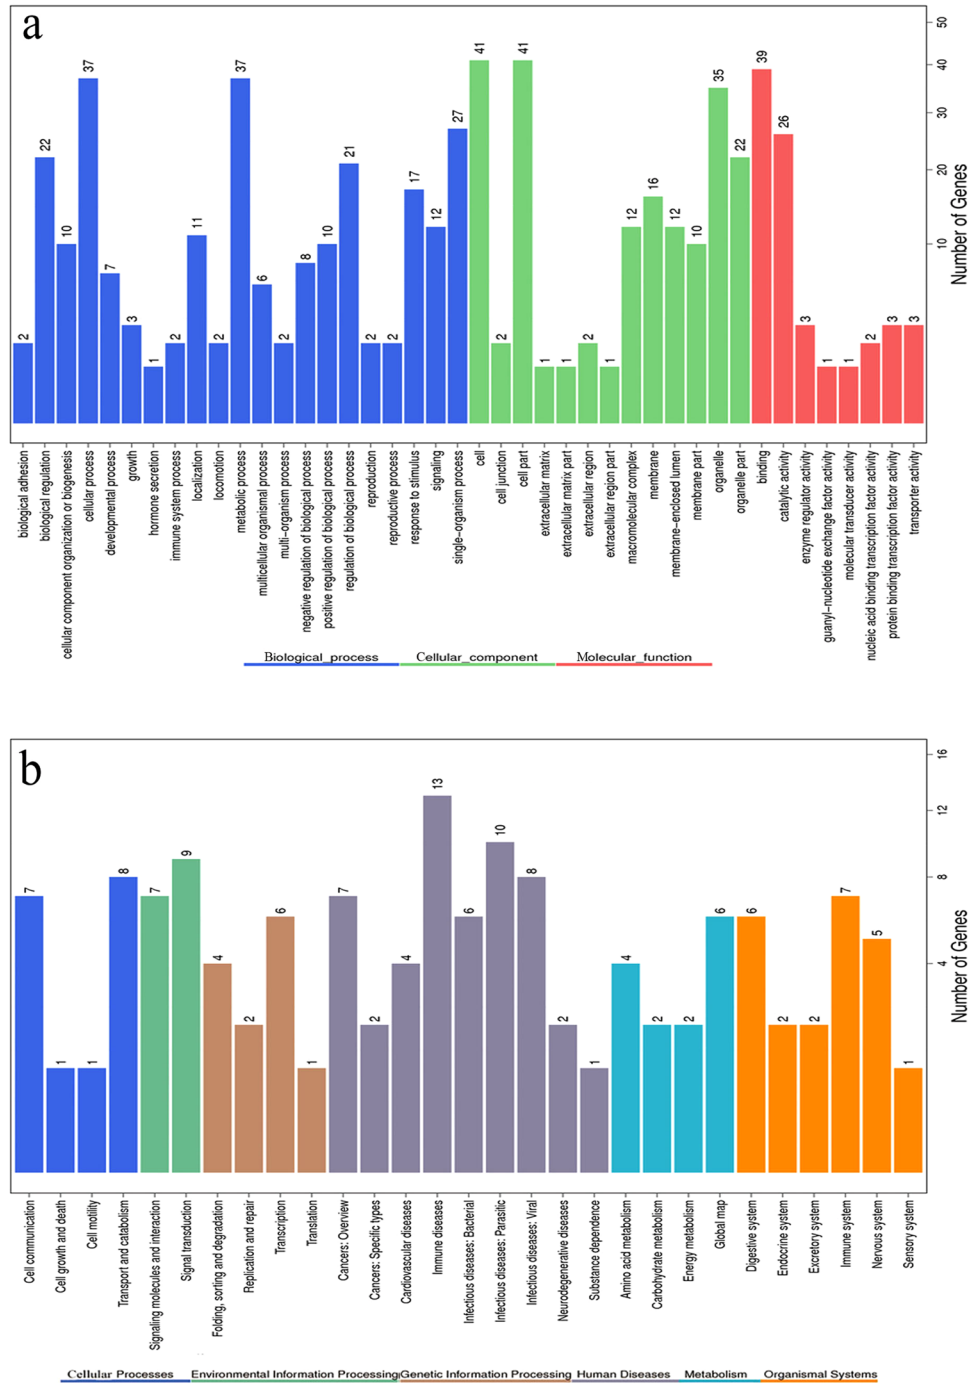 a
50
40
30
20
10
Number of Genes
2
22
10
37
7
3
1
2
11
2
37
6
2
8
10
21
2
2
17
12
27
41
2
41
1
1
2
1
12
16
12
10
35
22
39
26
3
1
1
2
3
3
biological adhesion
biological regulation
cellular component organization or biogenesis
cellular process
developmental process
growth
hormone secretion
immune system process
localization
locomotion
metabolic process
multicellular organismal process
multi-organism process
negative regulation of biological process
positive regulation of biological process
regulation of biological process
reproduction
reproductive process
response to stimulus
signaling
single-organism process
cell
cell junction
cell part
extracellular matrix
extracellular matrix part
extracellular region
extracellular region part
macromolecular complex
membrane
membrane-enclosed lumen
membrane part
organelle
organelle part
binding
catalytic activity
enzyme regulator activity
guanyl-nucleotide exchange factor activity
molecular transducer activity
nucleic acid binding transcription factor activity
protein binding transcription factor activity
transporter activity
Biological_process Cellular_component Molecular_function
b
16
12
8
4
Number of Genes
7
1
1
8
7
9
4
2
6
1
7
2
4
13
6
10
8
2
1
4
2
2
6
6
2
2
7
5
1
Cell communication
Cell growth and death
Cell motility
Transport and catabolism
Signaling molecules and interaction
Signal transduction
Folding, sorting and degradation
Replication and repair
Transcription
Translation
Cancers: Overview
Cancers: Specific types
Cardiovascular diseases
Immune diseases
Infectious diseases: Bacterial
Infectious diseases: Parasitic
Infectious diseases: Viral
Neurodegenerative diseases
Substance dependence
Amino acid metabolism
Carbohydrate metabolism
Energy metabolism
Global map
Digestive system
Endocrine system
Excretory system
Immune system
Nervous system
Sensory system
Cellular Processes Environmental Information Processing Genetic Information Processing Human Diseases Metabolism Organismal Systems